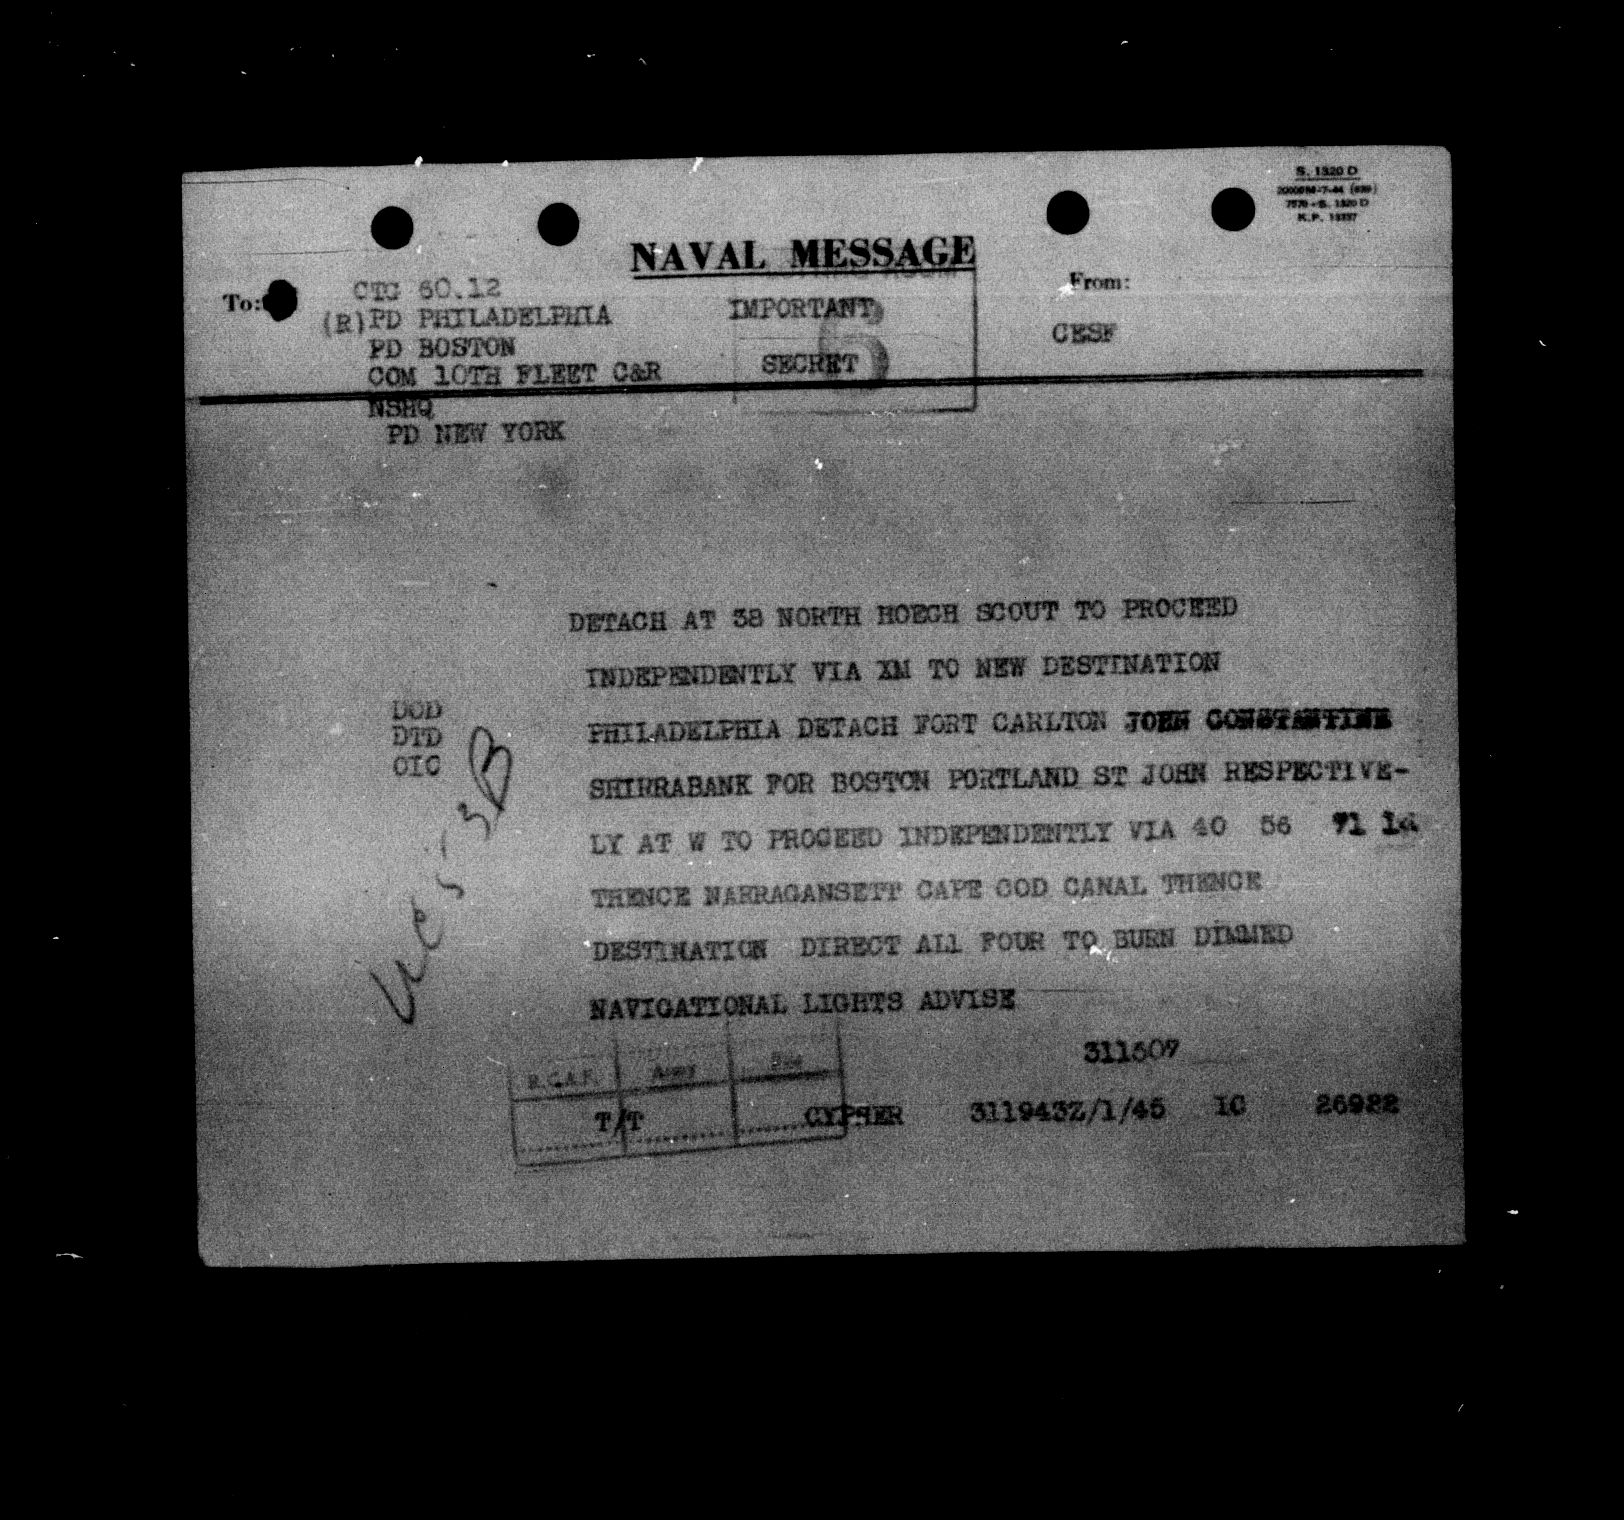 S. 1320 D
7570-S. 1320 D
NAVAL MESSAGE
To: CTG 60.12
From:
(R) PD PHILADELPHIA
IMPORTANT
PD BOSTON
CESF
COM 10TH FLEET C&R
SECRET
NSHQ
PD NEW YORK
DETACH AT 38 NORTH HOEGH SCOUT TO PROCEED
INDEPENDENTLY VIA XM TO NEW DESTINATION
DOD
PHILADELPHIA DETACH FORT CARLTON JOHN CONSTANTINE
DTD
OIC
SHIRRABANK FOR BOSTON PORTLAND ST JOHN RESPECTIVE-
LY AT W TO PROCEED INDEPENDENTLY VIA 40 56 71 14
THENCE NARRAGANSETT CAPE COD CANAL THENCE
DESTINATION DIRECT ALl FOUR TO BURN DIMMED
NAVIGATIONAL LIGHTS ADVISE
R.C.A.F. Army
T/T CYPHER 311943Z/1/45 IC 26922